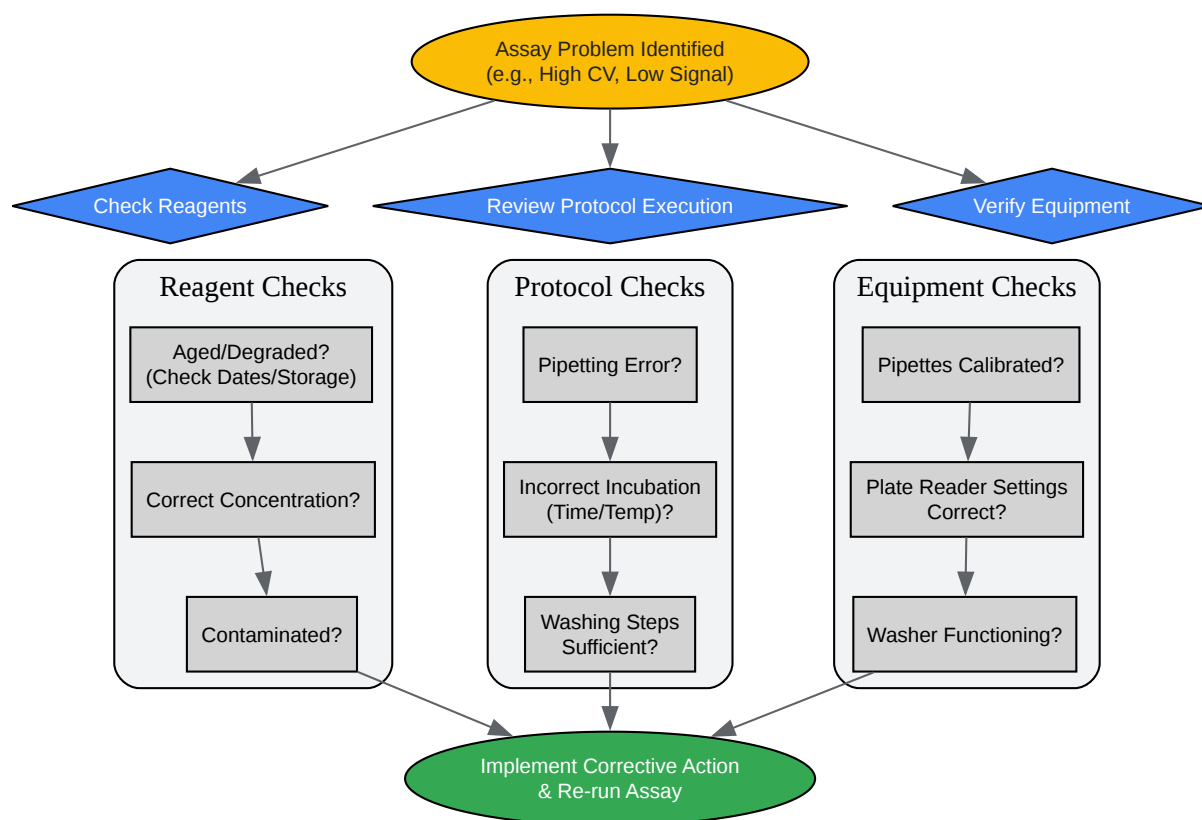 Assay Problem Identified
(e.g., High CV, Low Signal)
Check Reagents
Review Protocol Execution
Verify Equipment
Reagent Checks
Aged/Degraded?
(Check Dates/Storage)
Correct Concentration?
Contaminated?
Protocol Checks
Pipetting Error?
Incorrect Incubation
(Time/Temp)?
Washing Steps
Sufficient?
Equipment Checks
Pipettes Calibrated?
Plate Reader Settings
Correct?
Washer Functioning?
Implement Corrective Action
& Re-run Assay